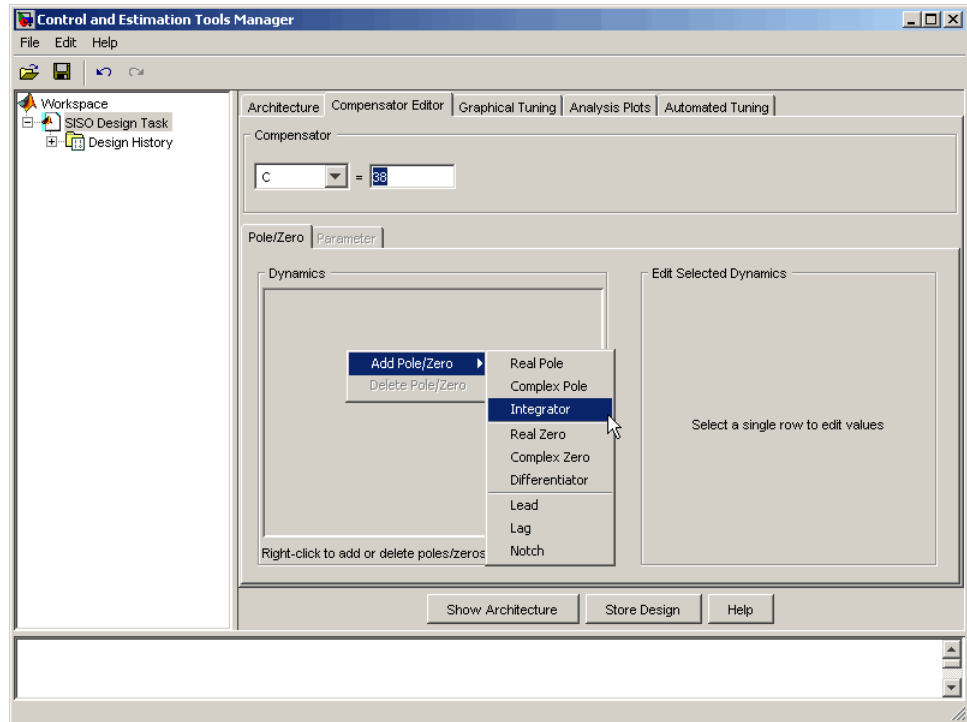 Control and Estimation Tools Manager
File Edit Help
Workspace
SISO Design Task
Design History
Architecture Compensator Editor Graphical Tuning Analysis Plots Automated Tuning
Compensator
C = 38
Pole/Zero Parameter
Dynamics
Edit Selected Dynamics
Add Pole/Zero
Delete Pole/Zero
Real Pole
Complex Pole
Integrator
Real Zero
Complex Zero
Differentiator
Lead
Lag
Notch
Select a single row to edit values
Right-click to add or delete poles/zeros
Show Architecture Store Design Help